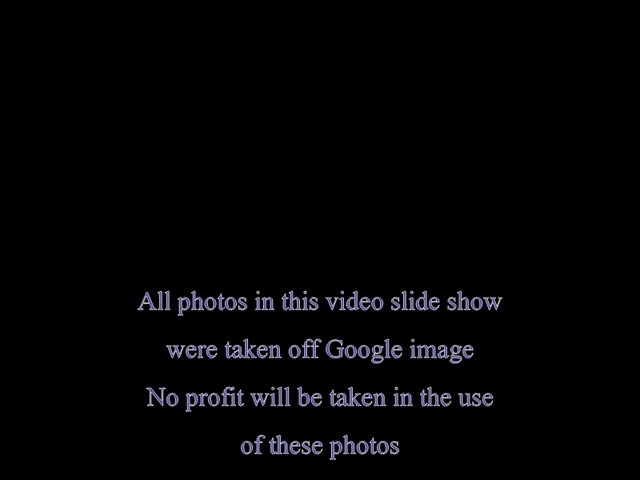 All photos in this video slide show
were taken off Google image
No profit will be taken in the use
of these photos